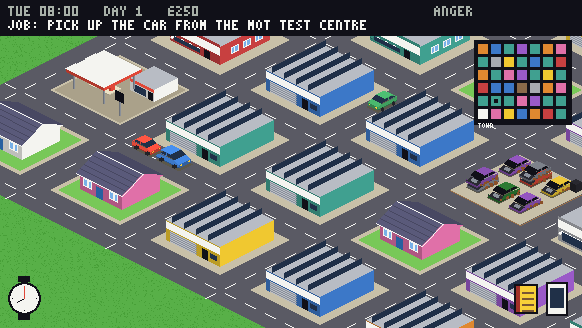 TUE 08:00 DAY 1 £250 ANGER
JOB: PICK UP THE CAR FROM THE MOT TEST CENTRE
TOWN